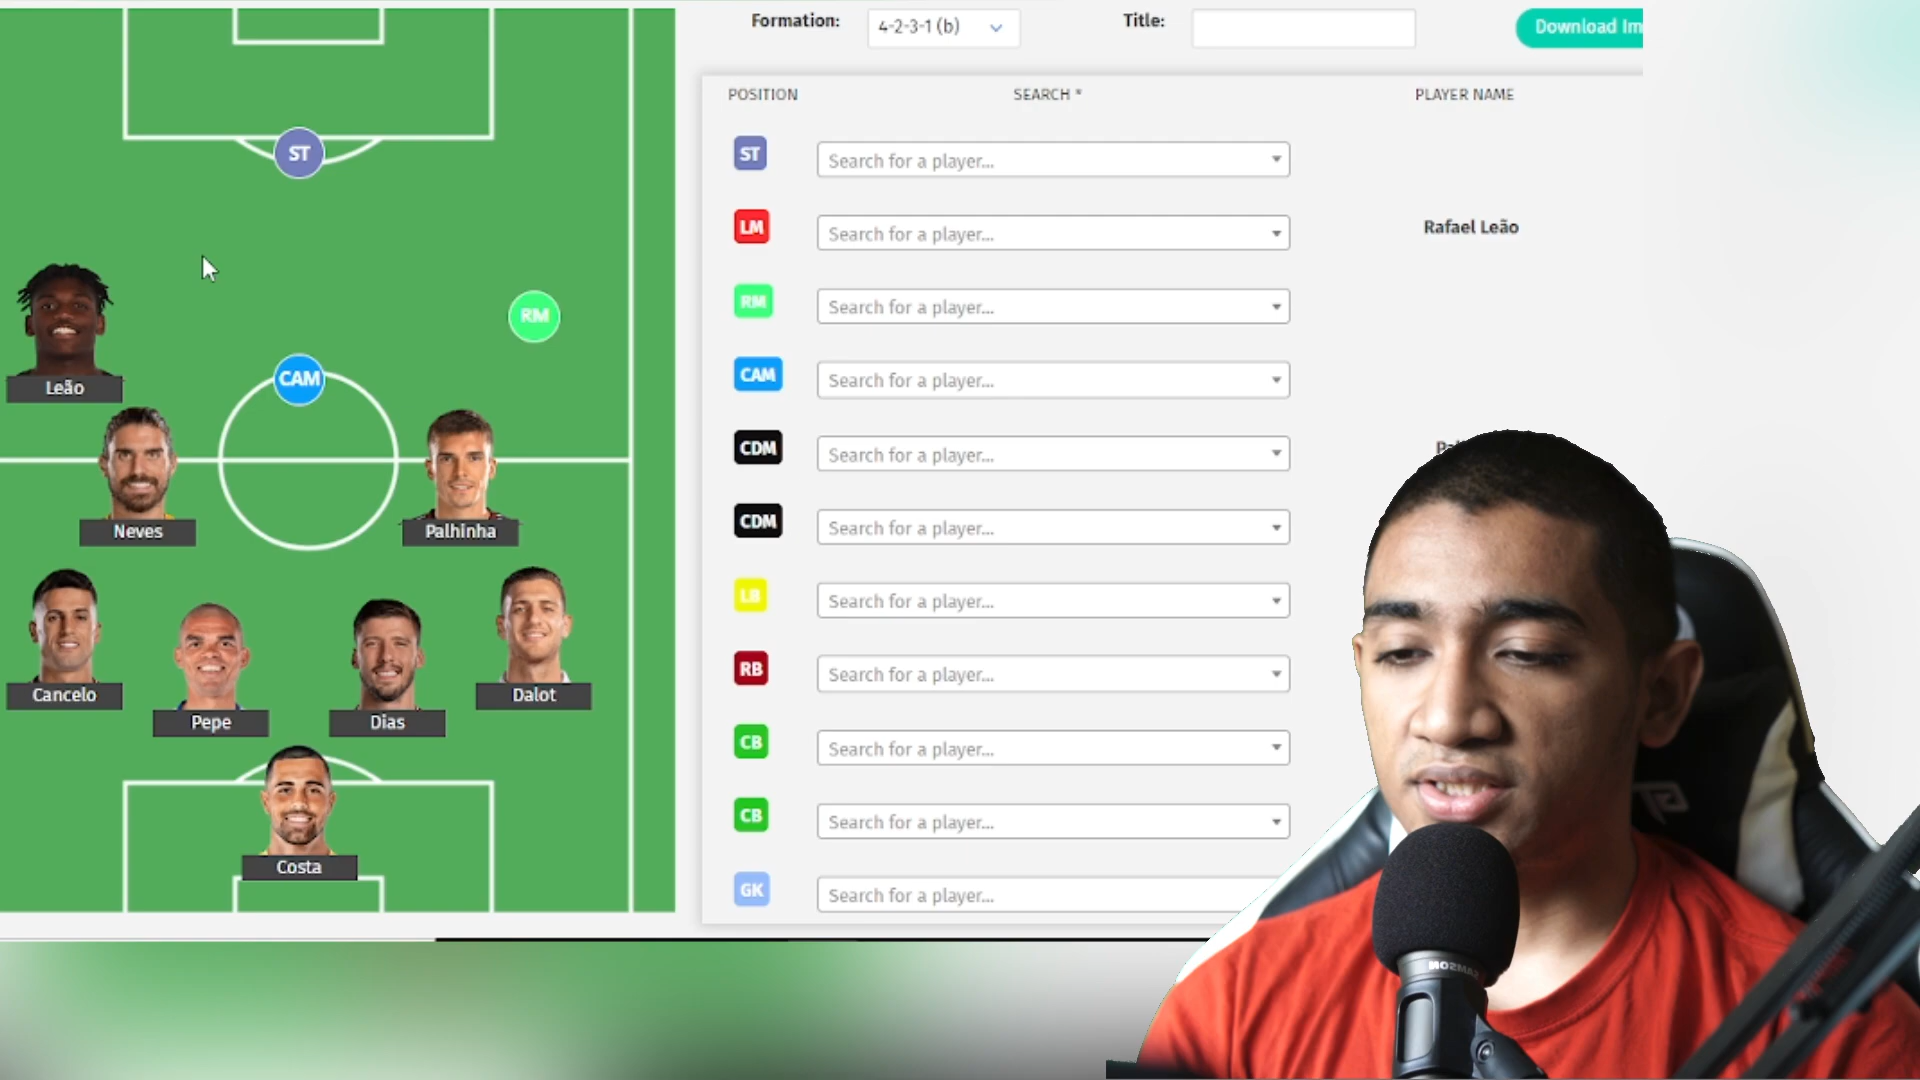 Formation:
4-2-3-1 (b)
Title:
Download Im
POSITION
SEARCH *
PLAYER NAME
ST
ST
Search for a player...
LM
Search for a player...
Rafael Leão
RM
RM
Search for a player...
CAM
CAM
Search for a player...
Leão
CDM
Search for a player...
Neves
Palhinha
CDM
Search for a player...
LB
Search for a player...
Cancelo
Pepe
Dias
Dalot
RB
Search for a player...
CB
Search for a player...
CB
Search for a player...
Costa
GK
Search for a player...
SAMSON